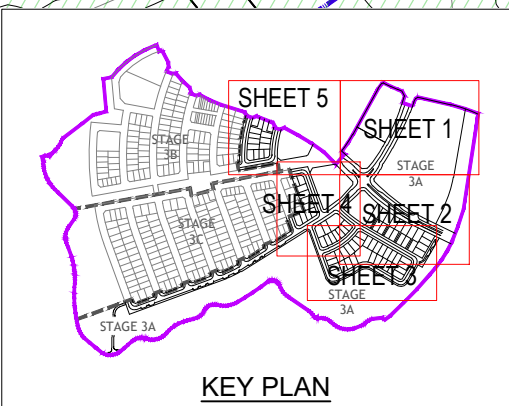 SHEET 5
SHEET 1
STAGE
3B
STAGE
3A
SHEET 4
SHEET 2
STAGE
3C
SHEET 3
STAGE
3A
STAGE 3A
KEY PLAN